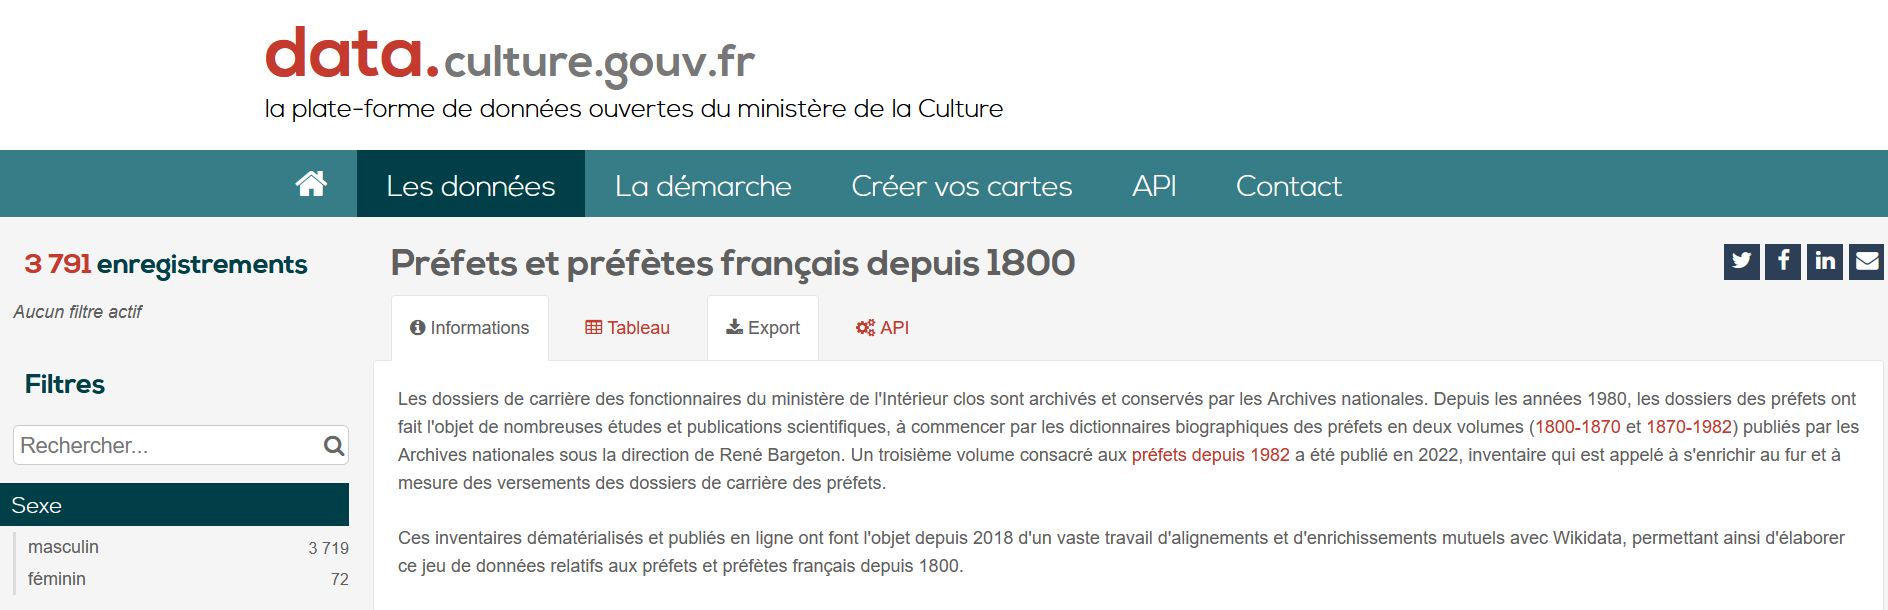 data.culture.gouv.fr
la plate-forme de données ouvertes du ministère de la Culture
Les données La démarche Créer vos cartes API Contact
3 791 enregistrements
Aucun filtre actif
Filtres
Rechercher...
Sexe
masculin 3 719
féminin 72
Préfets et préfètes français depuis 1800
Informations Tableau Export API
Les dossiers de carrière des fonctionnaires du ministère de l'Intérieur clos sont archivés et conservés par les Archives nationales. Depuis les années 1980, les dossiers des préfets ont
fait l'objet de nombreuses études et publications scientifiques, à commencer par les dictionnaires biographiques des préfets en deux volumes (1800-1870 et 1870-1982) publiés par les
Archives nationales sous la direction de René Bargeton. Un troisième volume consacré aux préfets depuis 1982 a été publié en 2022, inventaire qui est appelé à s'enrichir au fur et à
mesure des versements des dossiers de carrière des préfets.
Ces inventaires dématérialisés et publiés en ligne ont font l'objet depuis 2018 d'un vaste travail d'alignements et d'enrichissements mutuels avec Wikidata, permettant ainsi d'élaborer
ce jeu de données relatifs aux préfets et préfètes français depuis 1800.